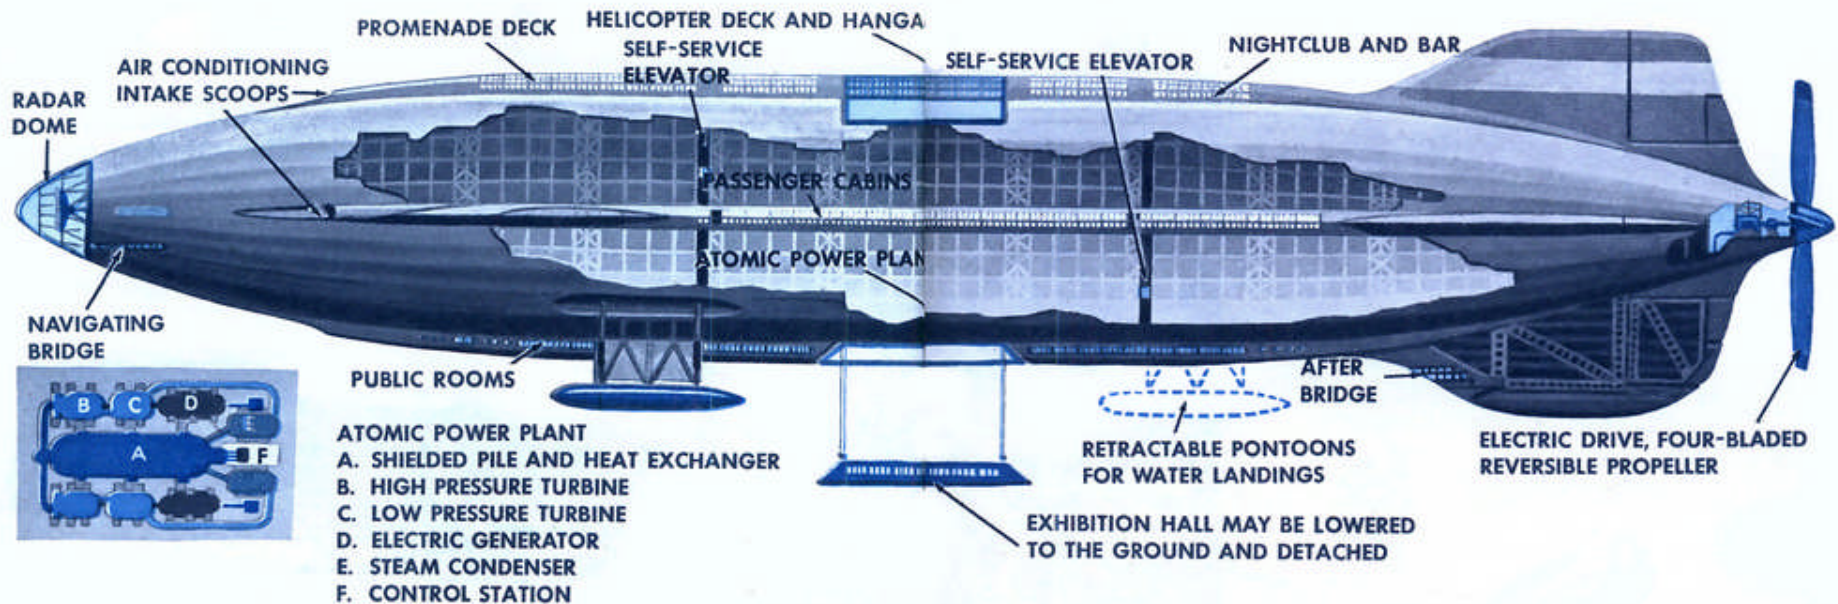 PROMENADE DECK
HELICOPTER DECK AND HANGA
SELF-SERVICE
ELEVATOR
SELF-SERVICE ELEVATOR
NIGHTCLUB AND BAR
AIR CONDITIONING
INTAKE SCOOPS
RADAR
DOME
PASSENGER CABINS
ATOMIC POWER PLAN
NAVIGATING
BRIDGE
PUBLIC ROOMS
AFTER
BRIDGE
RETRACTABLE PONTOONS
FOR WATER LANDINGS
ELECTRIC DRIVE, FOUR-BLADED
REVERSIBLE PROPELLER
EXHIBITION HALL MAY BE LOWERED
TO THE GROUND AND DETACHED
B C D
A F
ATOMIC POWER PLANT
A. SHIELDED PILE AND HEAT EXCHANGER
B. HIGH PRESSURE TURBINE
C. LOW PRESSURE TURBINE
D. ELECTRIC GENERATOR
E. STEAM CONDENSER
F. CONTROL STATION